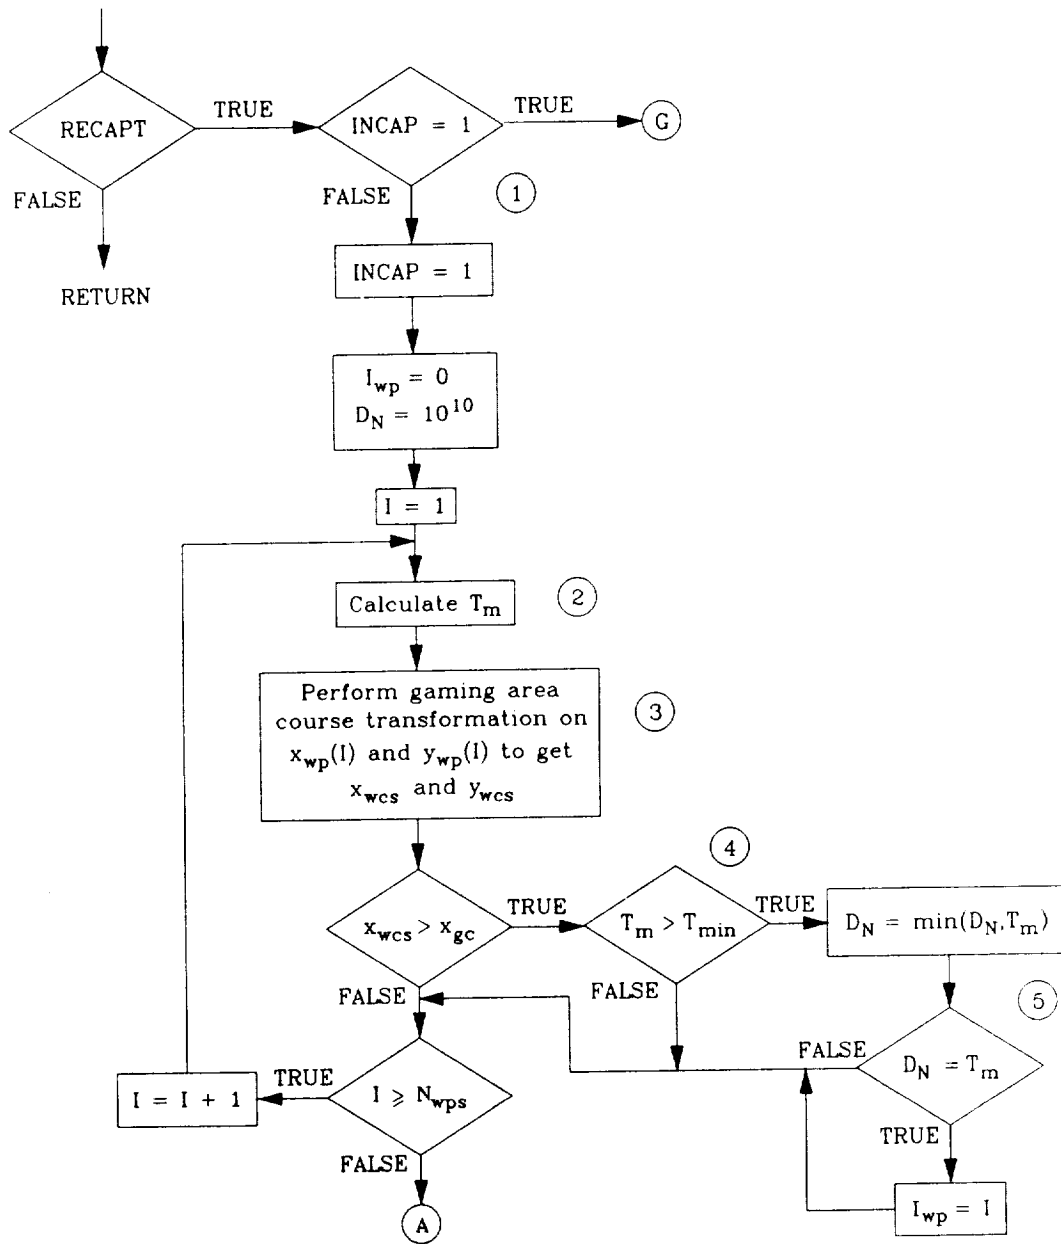 RECAPT
TRUE
INCAP = 1
TRUE
G
FALSE
FALSE
1
RETURN
INCAP = 1
I_wp = 0
D_N = 10^10
I = 1
Calculate T_m
2
Perform gaming area
course transformation on
x_wp(I) and y_wp(I) to get
x_wcs and y_wcs
3
4
x_wcs > x_gc
TRUE
T_m > T_min
TRUE
D_N = min(D_N,T_m)
FALSE
FALSE
5
FALSE
D_N = T_m
I = I + 1
TRUE
I ⩾ N_wps
TRUE
FALSE
I_wp = I
A